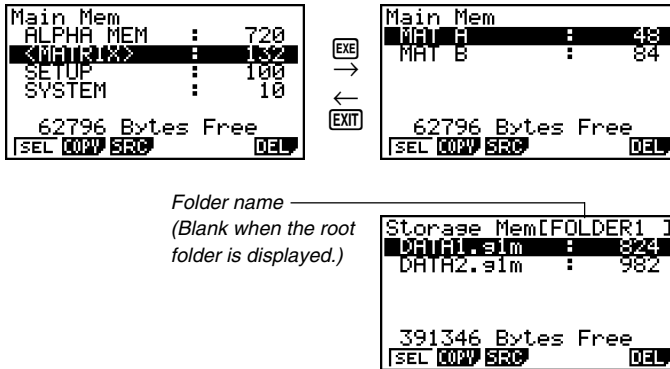 Main Mem
ALPHA MEM : 720
<MATRIX> : 132
SETUP : 100
SYSTEM : 10
62796 Bytes Free
SEL COPY SRC DEL
EXE
→
←
EXIT
Main Mem
MAT A : 48
MAT B : 84
62796 Bytes Free
SEL COPY SRC DEL
Folder name
(Blank when the root
folder is displayed.)
Storage Mem[FOLDER1 ]
DATA1.g1m : 824
DATA2.g1m : 982
391346 Bytes Free
SEL COPY SRC DEL